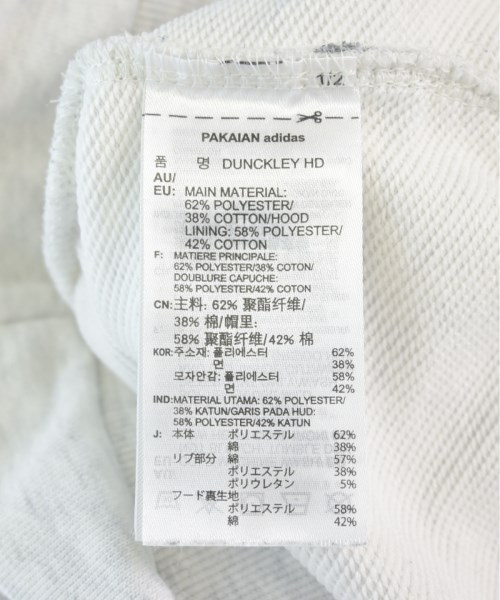 1/2
PAKAIAN adidas
품 명 DUNCKLEY HD
AU/
EU: MAIN MATERIAL:
62% POLYESTER/
38% COTTON/HOOD
LINING: 58% POLYESTER/
42% COTTON
F: MATIERE PRINCIPALE:
62% POLYESTER/38% COTON/
DOUBLURE CAPUCHE:
58% POLYESTER/42% COTON
CN: 主料: 62% 聚酯纤维/
38% 棉/帽里:
58% 聚酯纤维/42% 棉
KOR: 주소재: 폴리에스터 62%
면 38%
모자안감: 폴리에스터 58%
면 42%
IND: MATERIAL UTAMA: 62% POLYESTER/
38% KATUN/GARIS PADA HUD:
58% POLYESTER/42% KATUN
J: 本体 ポリエステル 62%
綿 38%
リブ部分 綿 57%
ポリエステル 38%
ポリウレタン 5%
フード裏生地
ポリエステル 58%
綿 42%